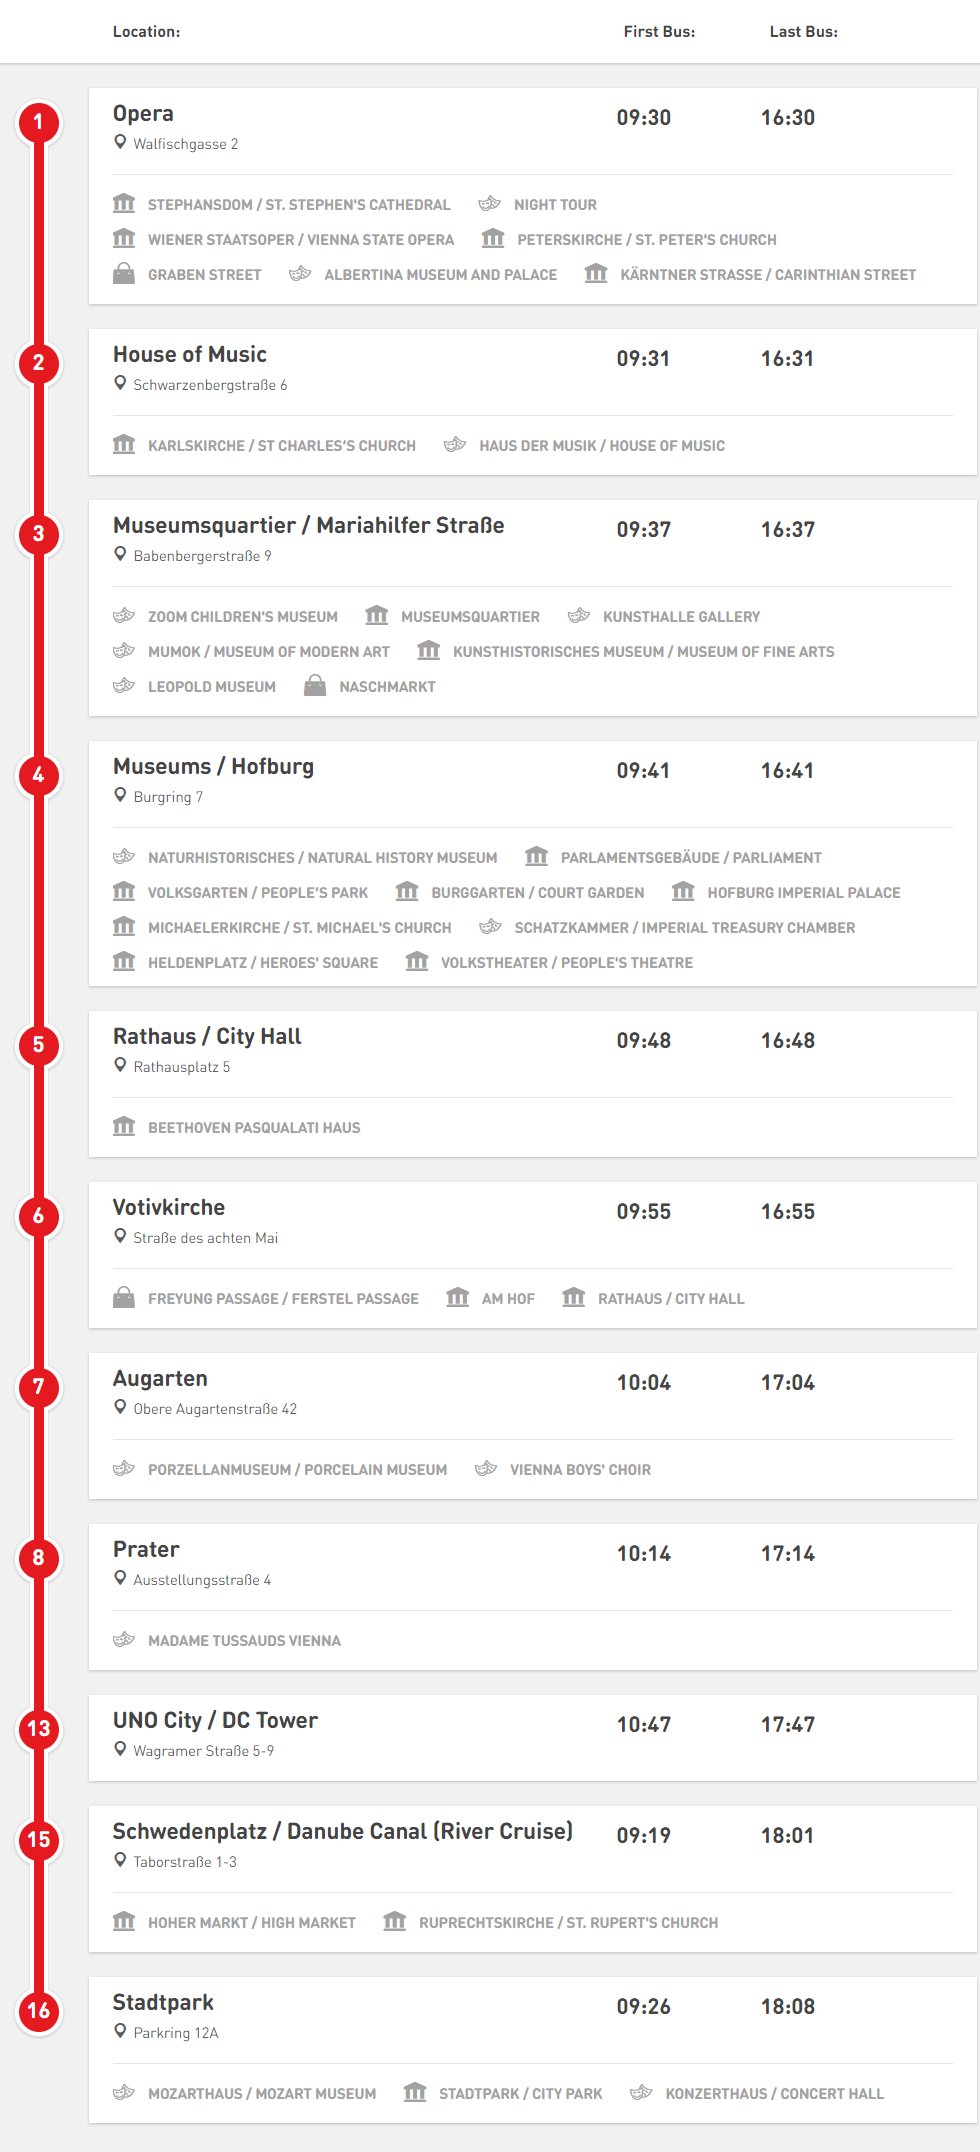 Location: First Bus: Last Bus:
1 Opera 09:30 16:30
Walfischgasse 2
STEPHANSDOM / ST. STEPHEN'S CATHEDRAL NIGHT TOUR
WIENER STAATSOPER / VIENNA STATE OPERA PETERSKIRCHE / ST. PETER'S CHURCH
GRABEN STREET ALBERTINA MUSEUM AND PALACE KÄRNTNER STRASSE / CARINTHIAN STREET
2 House of Music 09:31 16:31
Schwarzenbergstraße 6
KARLSKIRCHE / ST CHARLES'S CHURCH HAUS DER MUSIK / HOUSE OF MUSIC
3 Museumsquartier / Mariahilfer Straße 09:37 16:37
Babenbergerstraße 9
ZOOM CHILDREN'S MUSEUM MUSEUMSQUARTIER KUNSTHALLE GALLERY
MUMOK / MUSEUM OF MODERN ART KUNSTHISTORISCHES MUSEUM / MUSEUM OF FINE ARTS
LEOPOLD MUSEUM NASCHMARKT
4 Museums / Hofburg 09:41 16:41
Burgring 7
NATURHISTORISCHES / NATURAL HISTORY MUSEUM PARLAMENTSGEBÄUDE / PARLIAMENT
VOLKSGARTEN / PEOPLE'S PARK BURGGARTEN / COURT GARDEN HOFBURG IMPERIAL PALACE
MICHAELERKIRCHE / ST. MICHAEL'S CHURCH SCHATZKAMMER / IMPERIAL TREASURY CHAMBER
HELDENPLATZ / HEROES' SQUARE VOLKSTHEATER / PEOPLE'S THEATRE
5 Rathaus / City Hall 09:48 16:48
Rathausplatz 5
BEETHOVEN PASQUALATI HAUS
6 Votivkirche 09:55 16:55
Straße des achten Mai
FREYUNG PASSAGE / FERSTEL PASSAGE AM HOF RATHAUS / CITY HALL
7 Augarten 10:04 17:04
Obere Augartenstraße 42
PORZELLANMUSEUM / PORCELAIN MUSEUM VIENNA BOYS' CHOIR
8 Prater 10:14 17:14
Ausstellungsstraße 4
MADAME TUSSAUDS VIENNA
13 UNO City / DC Tower 10:47 17:47
Wagramer Straße 5-9
15 Schwedenplatz / Danube Canal (River Cruise) 09:19 18:01
Taborstraße 1-3
HOHER MARKT / HIGH MARKET RUPRECHTSKIRCHE / ST. RUPERT'S CHURCH
16 Stadtpark 09:26 18:08
Parkring 12A
MOZARTHAUS / MOZART MUSEUM STADTPARK / CITY PARK KONZERTHAUS / CONCERT HALL